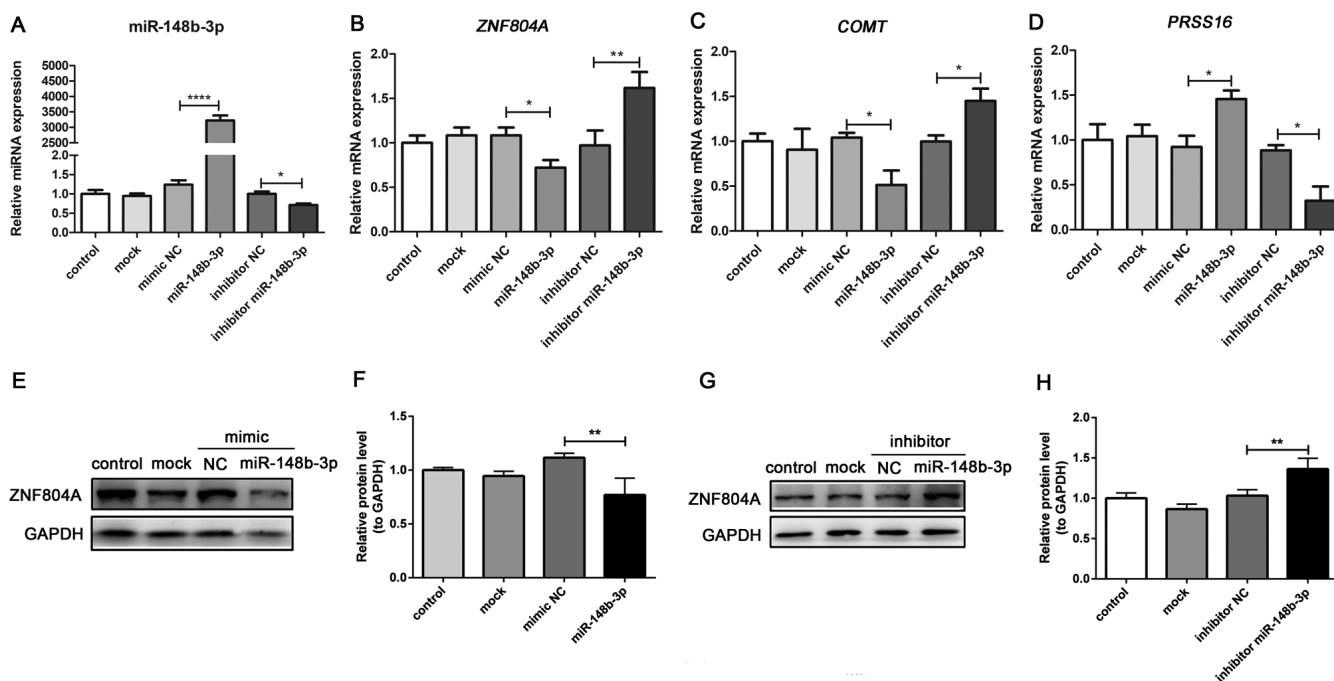 A
miR-148b-3p
Relative miRNA expression
5000
4500
4000
3500
3000
2500
2.0
1.5
1.0
0.5
0.0
****
*
control
mock
mimic NC
miR-148b-3p
inhibitor NC
inhibitor miR-148b-3p
B
ZNF804A
Relative mRNA expression
2.0
1.5
1.0
0.5
0.0
*
**
control
mock
mimic NC
miR-148b-3p
inhibitor NC
inhibitor miR-148b-3p
C
COMT
Relative mRNA expression
2.0
1.5
1.0
0.5
0.0
*
*
control
mock
mimic NC
miR-148b-3p
inhibitor NC
inhibitor miR-148b-3p
D
PRSS16
Relative mRNA expression
2.0
1.5
1.0
0.5
0.0
*
*
control
mock
mimic NC
miR-148b-3p
inhibitor NC
inhibitor miR-148b-3p
E
mimic
control mock NC miR-148b-3p
ZNF804A
GAPDH
F
Relative protein level
(to GAPDH)
1.5
1.0
0.5
0.0
**
control
mock
mimic NC
miR-148b-3p
G
inhibitor
control mock NC miR-148b-3p
ZNF804A
GAPDH
H
Relative protein level
(to GAPDH)
2.0
1.5
1.0
0.5
0.0
**
control
mock
inhibitor NC
inhibitor miR-148b-3p